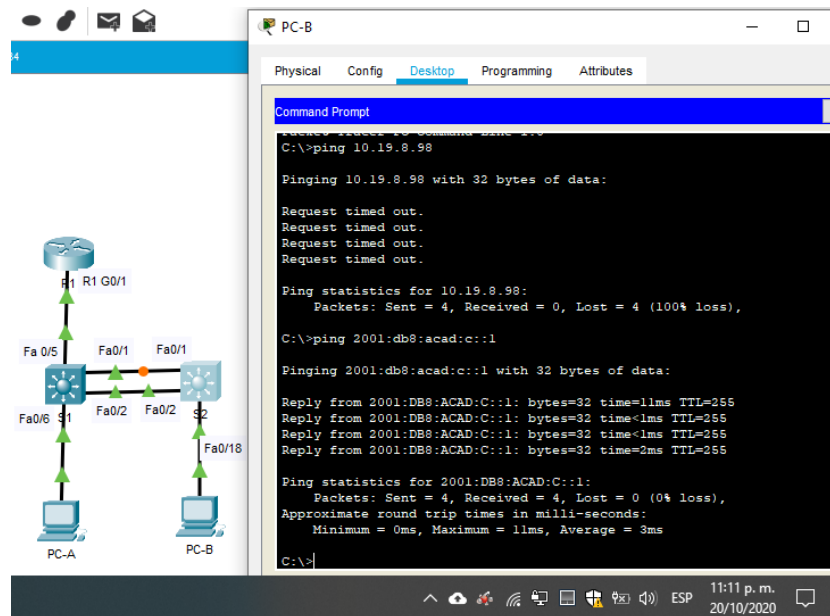 PC-B
Physical Config Desktop Programming Attributes
Command Prompt
Packet Tracer PC Command Line 1.0
C:\>ping 10.19.8.98
Pinging 10.19.8.98 with 32 bytes of data:
Request timed out.
Request timed out.
Request timed out.
Request timed out.
Ping statistics for 10.19.8.98:
Packets: Sent = 4, Received = 0, Lost = 4 (100% loss),
C:\>ping 2001:db8:acad:c::1
Pinging 2001:db8:acad:c::1 with 32 bytes of data:
Reply from 2001:DB8:ACAD:C::1: bytes=32 time=11ms TTL=255
Reply from 2001:DB8:ACAD:C::1: bytes=32 time<1ms TTL=255
Reply from 2001:DB8:ACAD:C::1: bytes=32 time<1ms TTL=255
Reply from 2001:DB8:ACAD:C::1: bytes=32 time=2ms TTL=255
Ping statistics for 2001:DB8:ACAD:C::1:
Packets: Sent = 4, Received = 4, Lost = 0 (0% loss),
Approximate round trip times in milli-seconds:
Minimum = 0ms, Maximum = 11ms, Average = 3ms
C:\>
R1 R1 G0/1
Fa 0/5 Fa0/1 Fa0/1
Fa0/6 S1 Fa0/2 Fa0/2 S2
Fa0/18
PC-A PC-B
ESP
11:11 p. m.
20/10/2020